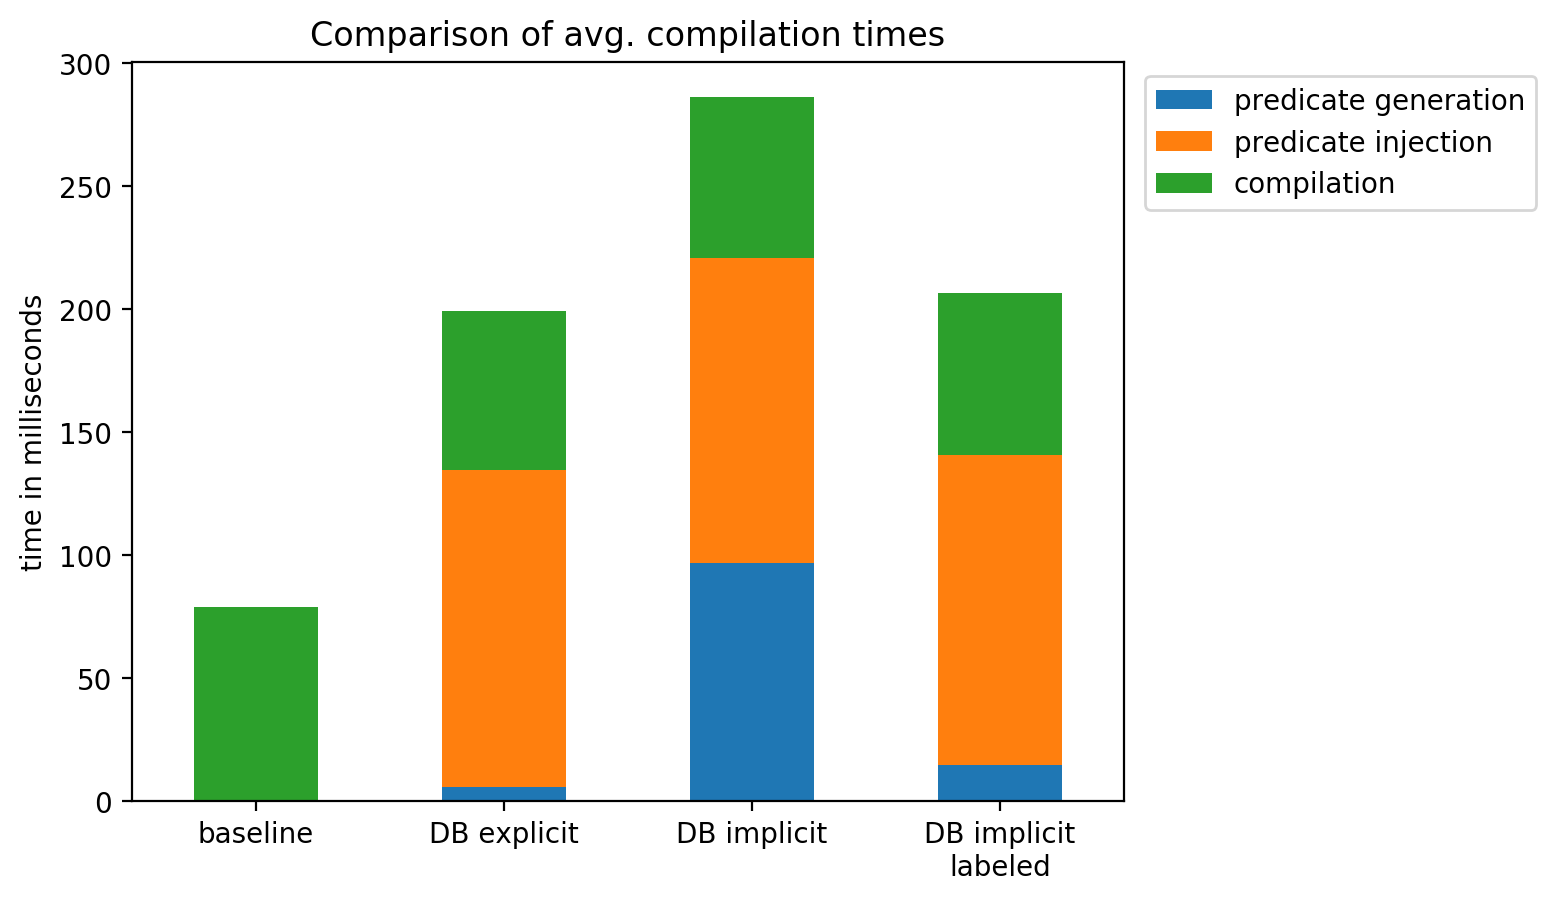 Comparison of avg. compilation times
300
250
200
150
100
50
0
time in milliseconds
baseline
DB explicit
DB implicit
DB implicit
labeled
predicate generation
predicate injection
compilation